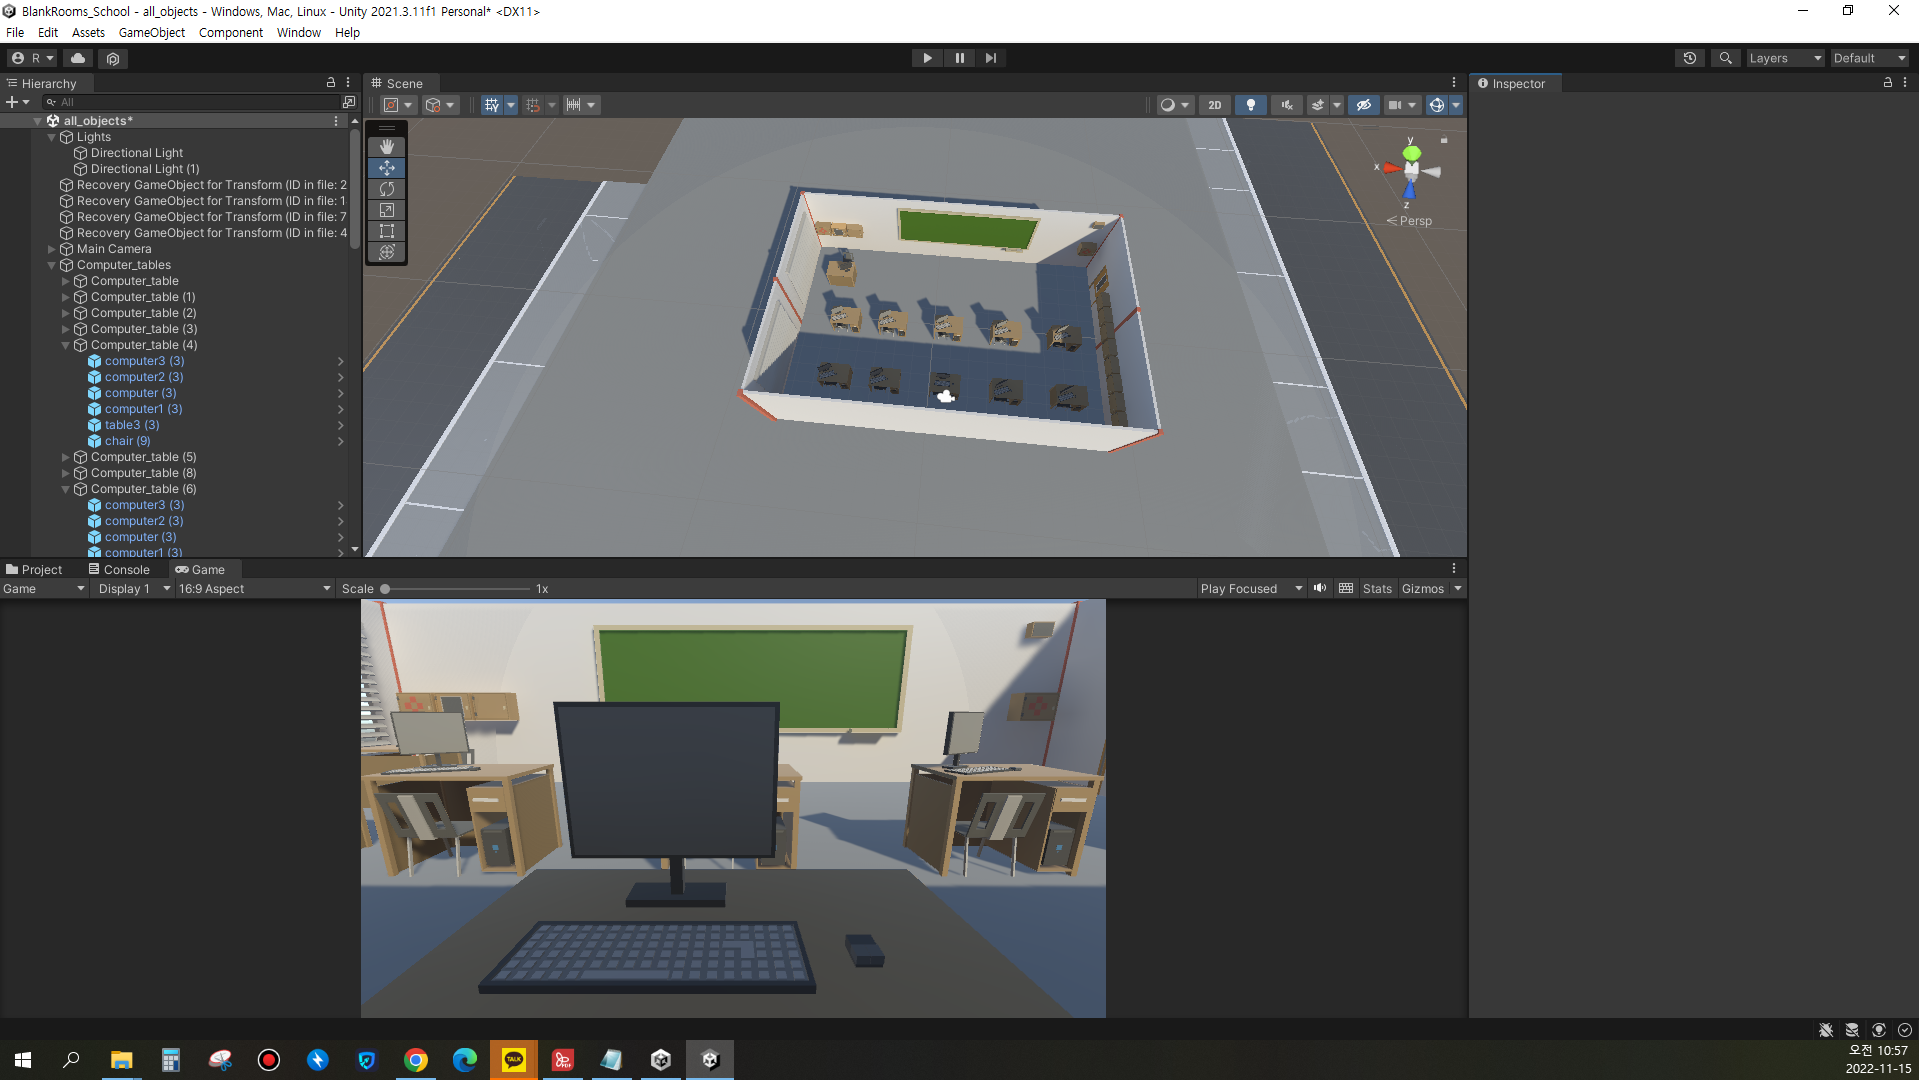 BlankRooms_School - all_objects - Windows, Mac, Linux - Unity 2021.3.11f1 Personal* <DX11>
File Edit Assets GameObject Component Window Help
R Layers Default
Hierarchy
All
all_objects*
Lights
Directional Light
Directional Light (1)
Recovery GameObject for Transform (ID in file: 2
Recovery GameObject for Transform (ID in file: 1
Recovery GameObject for Transform (ID in file: 7
Recovery GameObject for Transform (ID in file: 4
Main Camera
Computer_tables
Computer_table
Computer_table (1)
Computer_table (2)
Computer_table (3)
Computer_table (4)
computer3 (3)
computer2 (3)
computer (3)
computer1 (3)
table3 (3)
chair (9)
Computer_table (5)
Computer_table (8)
Computer_table (6)
computer3 (3)
computer2 (3)
computer (3)
computer1 (3)
Scene
2D
y
x
z
Persp
Inspector
Project Console Game
Game Display 1 16:9 Aspect Scale 1x Play Focused Stats Gizmos
TALK
PDF
오전 10:57
2022-11-15